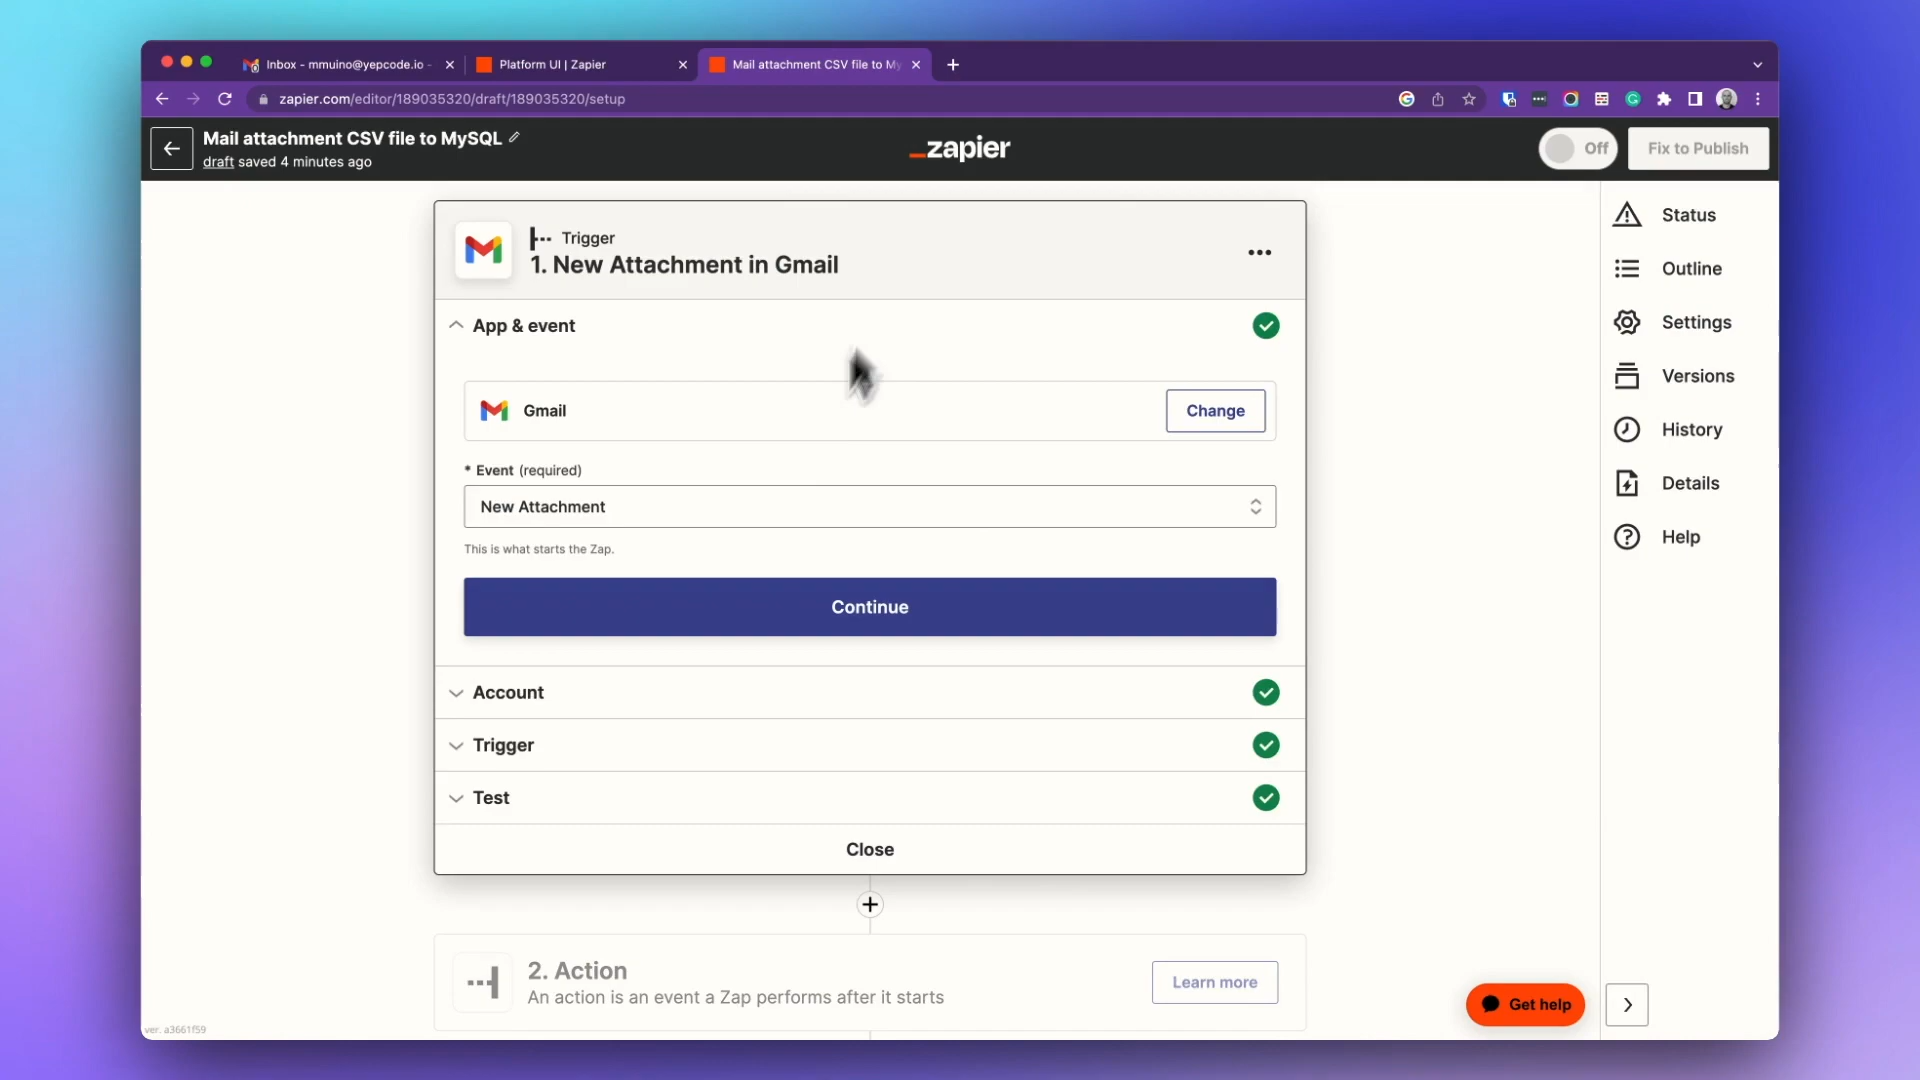 Inbox - mmuino@yepcode.io -
Platform UI | Zapier
Mail attachment CSV file to My
zapier.com/editor/189035320/draft/189035320/setup
Mail attachment CSV file to MySQL
draft saved 4 minutes ago
_zapier
Off
Fix to Publish
Trigger
1. New Attachment in Gmail
App & event
Gmail
Change
* Event (required)
New Attachment
This is what starts the Zap.
Continue
Account
Trigger
Test
Close
2. Action
An action is an event a Zap performs after it starts
Learn more
Status
Outline
Settings
Versions
History
Details
Help
Get help
ver. a3661f59